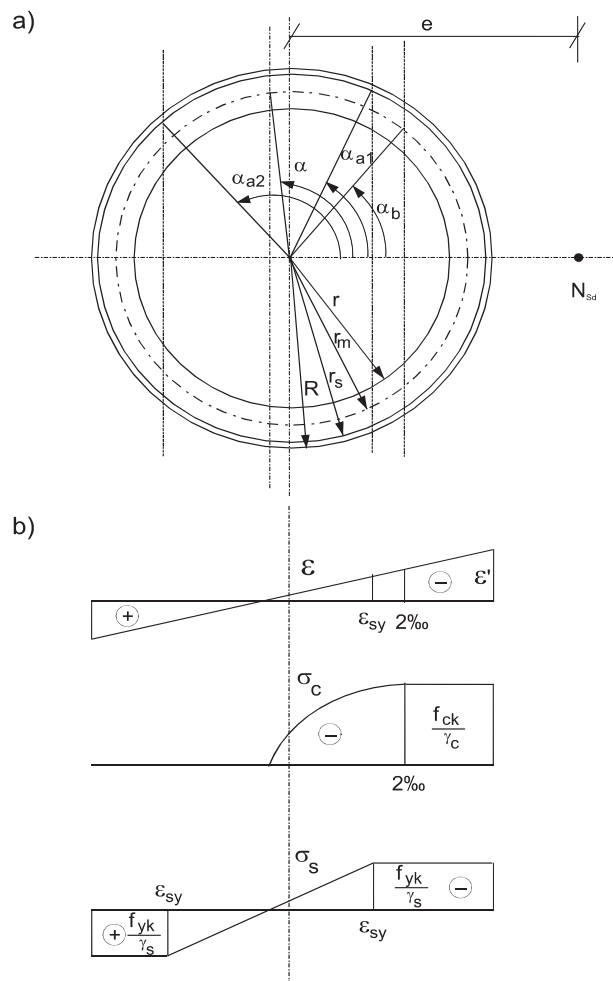 a)
e
α_a2
α
α_a1
α_b
N_Sd
r
r_m
r_s
R
b)
ε
+
−
ε'
ε_sy
2‰
σ_c
−
f_ck/γ_c
2‰
σ_s
ε_sy
f_yk/γ_s
−
+
f_yk/γ_s
ε_sy